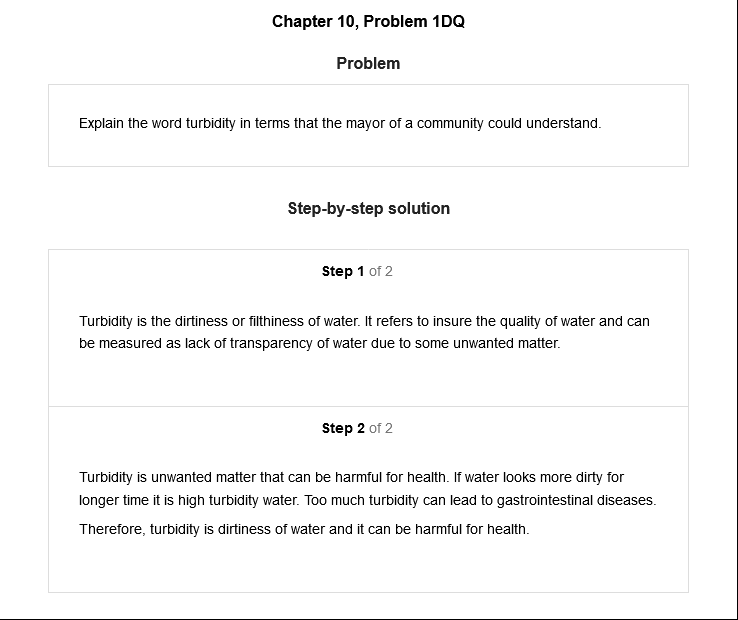 Chapter 10, Problem 1DQ
Problem
Explain the word turbidity in terms that the mayor of a community could understand.
Step-by-step solution
Step 1 of 2
Turbidity is the dirtiness or filthiness of water. It refers to insure the quality of water and can
be measured as lack of transparency of water due to some unwanted matter.
Step 2 of 2
Turbidity is unwanted matter that can be harmful for health. If water looks more dirty for
longer time it is high turbidity water. Too much turbidity can lead to gastrointestinal diseases.
Therefore, turbidity is dirtiness of water and it can be harmful for health.